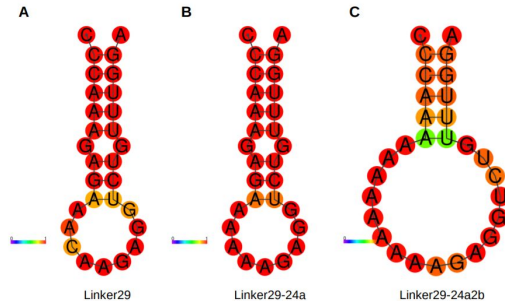 A
C C C A A A G A G A A C A A G A G G U C U G U U U G G A
Linker29
B
C C C A A A G A G A A A A A A G A G G U C U G U U U G G A
Linker29-24a
C
C C C A A A A A A A A A A A A G A G G U C U G U U U G G A
Linker29-24a2b